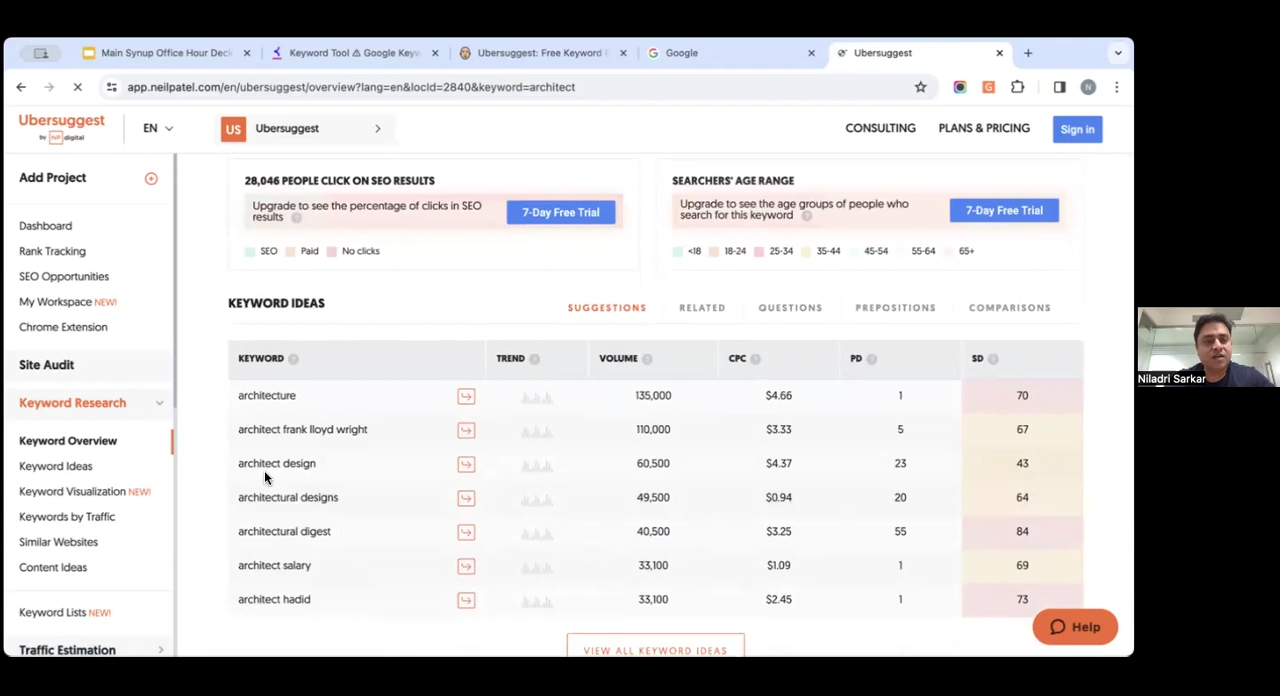 Main Synup Office Hour Deck
Keyword Tool ⚠ Google Keyw
Ubersuggest: Free Keyword R
Google
Ubersuggest
app.neilpatel.com/en/ubersuggest/overview?lang=en&locId=2840&keyword=architect
G
N
Ubersuggest
by NP digital
EN
US
Ubersuggest
CONSULTING
PLANS & PRICING
Sign in
Add Project
Dashboard
Rank Tracking
SEO Opportunities
My Workspace NEW!
Chrome Extension
Site Audit
Keyword Research
Keyword Overview
Keyword Ideas
Keyword Visualization NEW!
Keywords by Traffic
Similar Websites
Content Ideas
Keyword Lists NEW!
Traffic Estimation
28,046 PEOPLE CLICK ON SEO RESULTS
Upgrade to see the percentage of clicks in SEO
results ?
7-Day Free Trial
SEO Paid No clicks
SEARCHERS' AGE RANGE
Upgrade to see the age groups of people who
search for this keyword ?
7-Day Free Trial
<18 18-24 25-34 35-44 45-54 55-64 65+
KEYWORD IDEAS
SUGGESTIONS RELATED QUESTIONS PREPOSITIONS COMPARISONS
KEYWORD ? TREND ? VOLUME ? CPC ? PD ? SD ?
architecture 135,000 $4.66 1 70
architect frank lloyd wright 110,000 $3.33 5 67
architect design 60,500 $4.37 23 43
architectural designs 49,500 $0.94 20 64
architectural digest 40,500 $3.25 55 84
architect salary 33,100 $1.09 1 69
architect hadid 33,100 $2.45 1 73
VIEW ALL KEYWORD IDEAS
Help
Niladri Sarkar